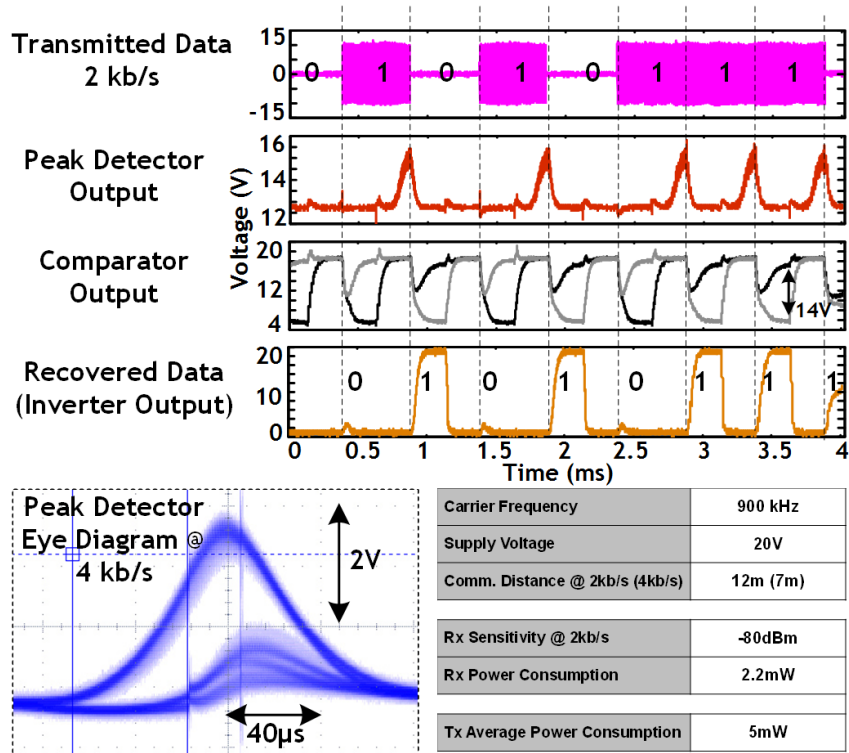 Transmitted Data
2 kb/s
15
0
-15
0 1 0 1 0 1 1 1
Peak Detector
Output
16
14
12
Voltage (V)
Comparator
Output
20
18
12
4
14V
Recovered Data
(Inverter Output)
20
10
0
0 1 0 1 0 1 1 1
0 0.5 1 1.5 2 2.5 3 3.5 4
Time (ms)
Peak Detector
Eye Diagram @
4 kb/s
2V
40µs
Carrier Frequency 900 kHz
Supply Voltage 20V
Comm. Distance @ 2kb/s (4kb/s) 12m (7m)
Rx Sensitivity @ 2kb/s -80dBm
Rx Power Consumption 2.2mW
Tx Average Power Consumption 5mW